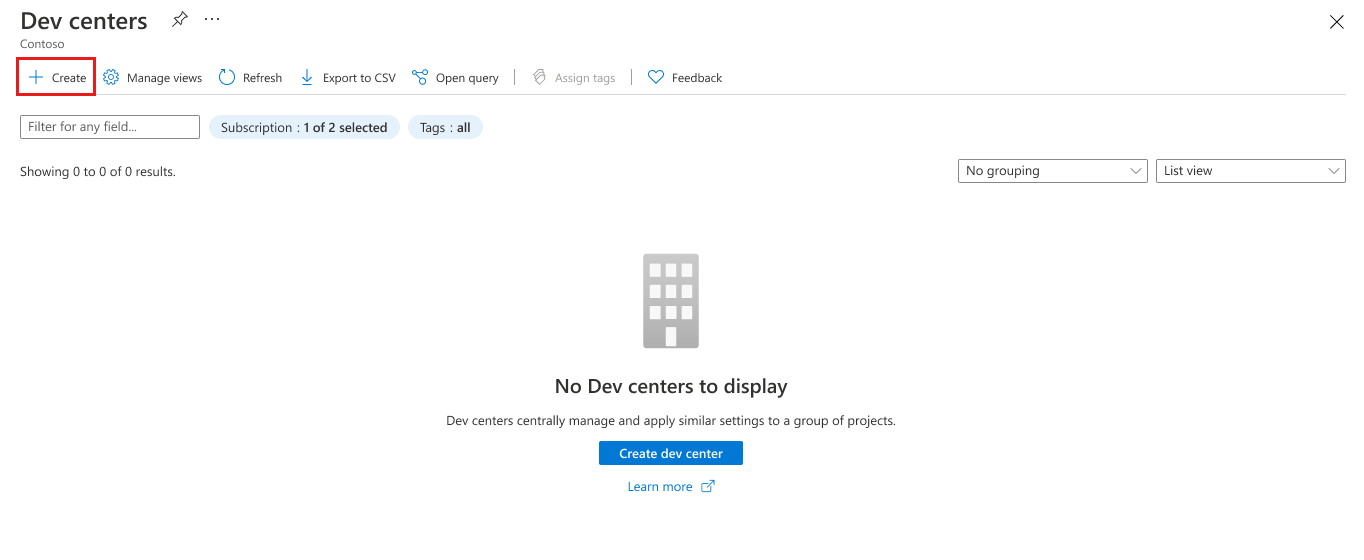 Dev centers
Contoso
Create Manage views Refresh Export to CSV Open query Assign tags Feedback
Filter for any field... Subscription : 1 of 2 selected Tags : all
Showing 0 to 0 of 0 results. No grouping List view
No Dev centers to display
Dev centers centrally manage and apply similar settings to a group of projects.
Create dev center
Learn more